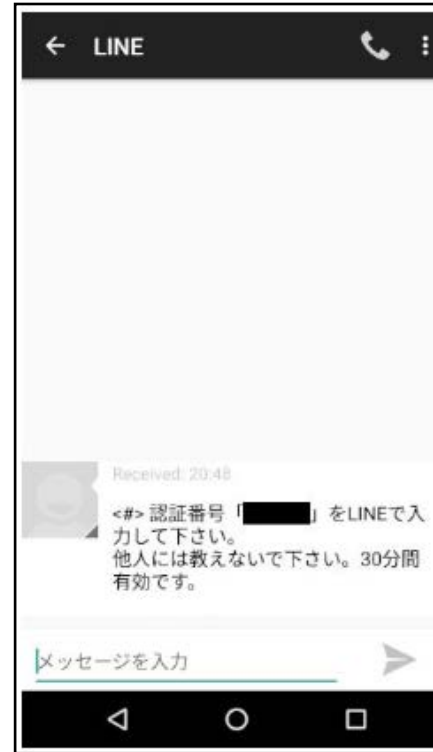 LINE
Received: 20:48
<#> 認証番号「」をLINEで入
力して下さい。
他人には教えないで下さい。30分間
有効です。
メッセージを入力